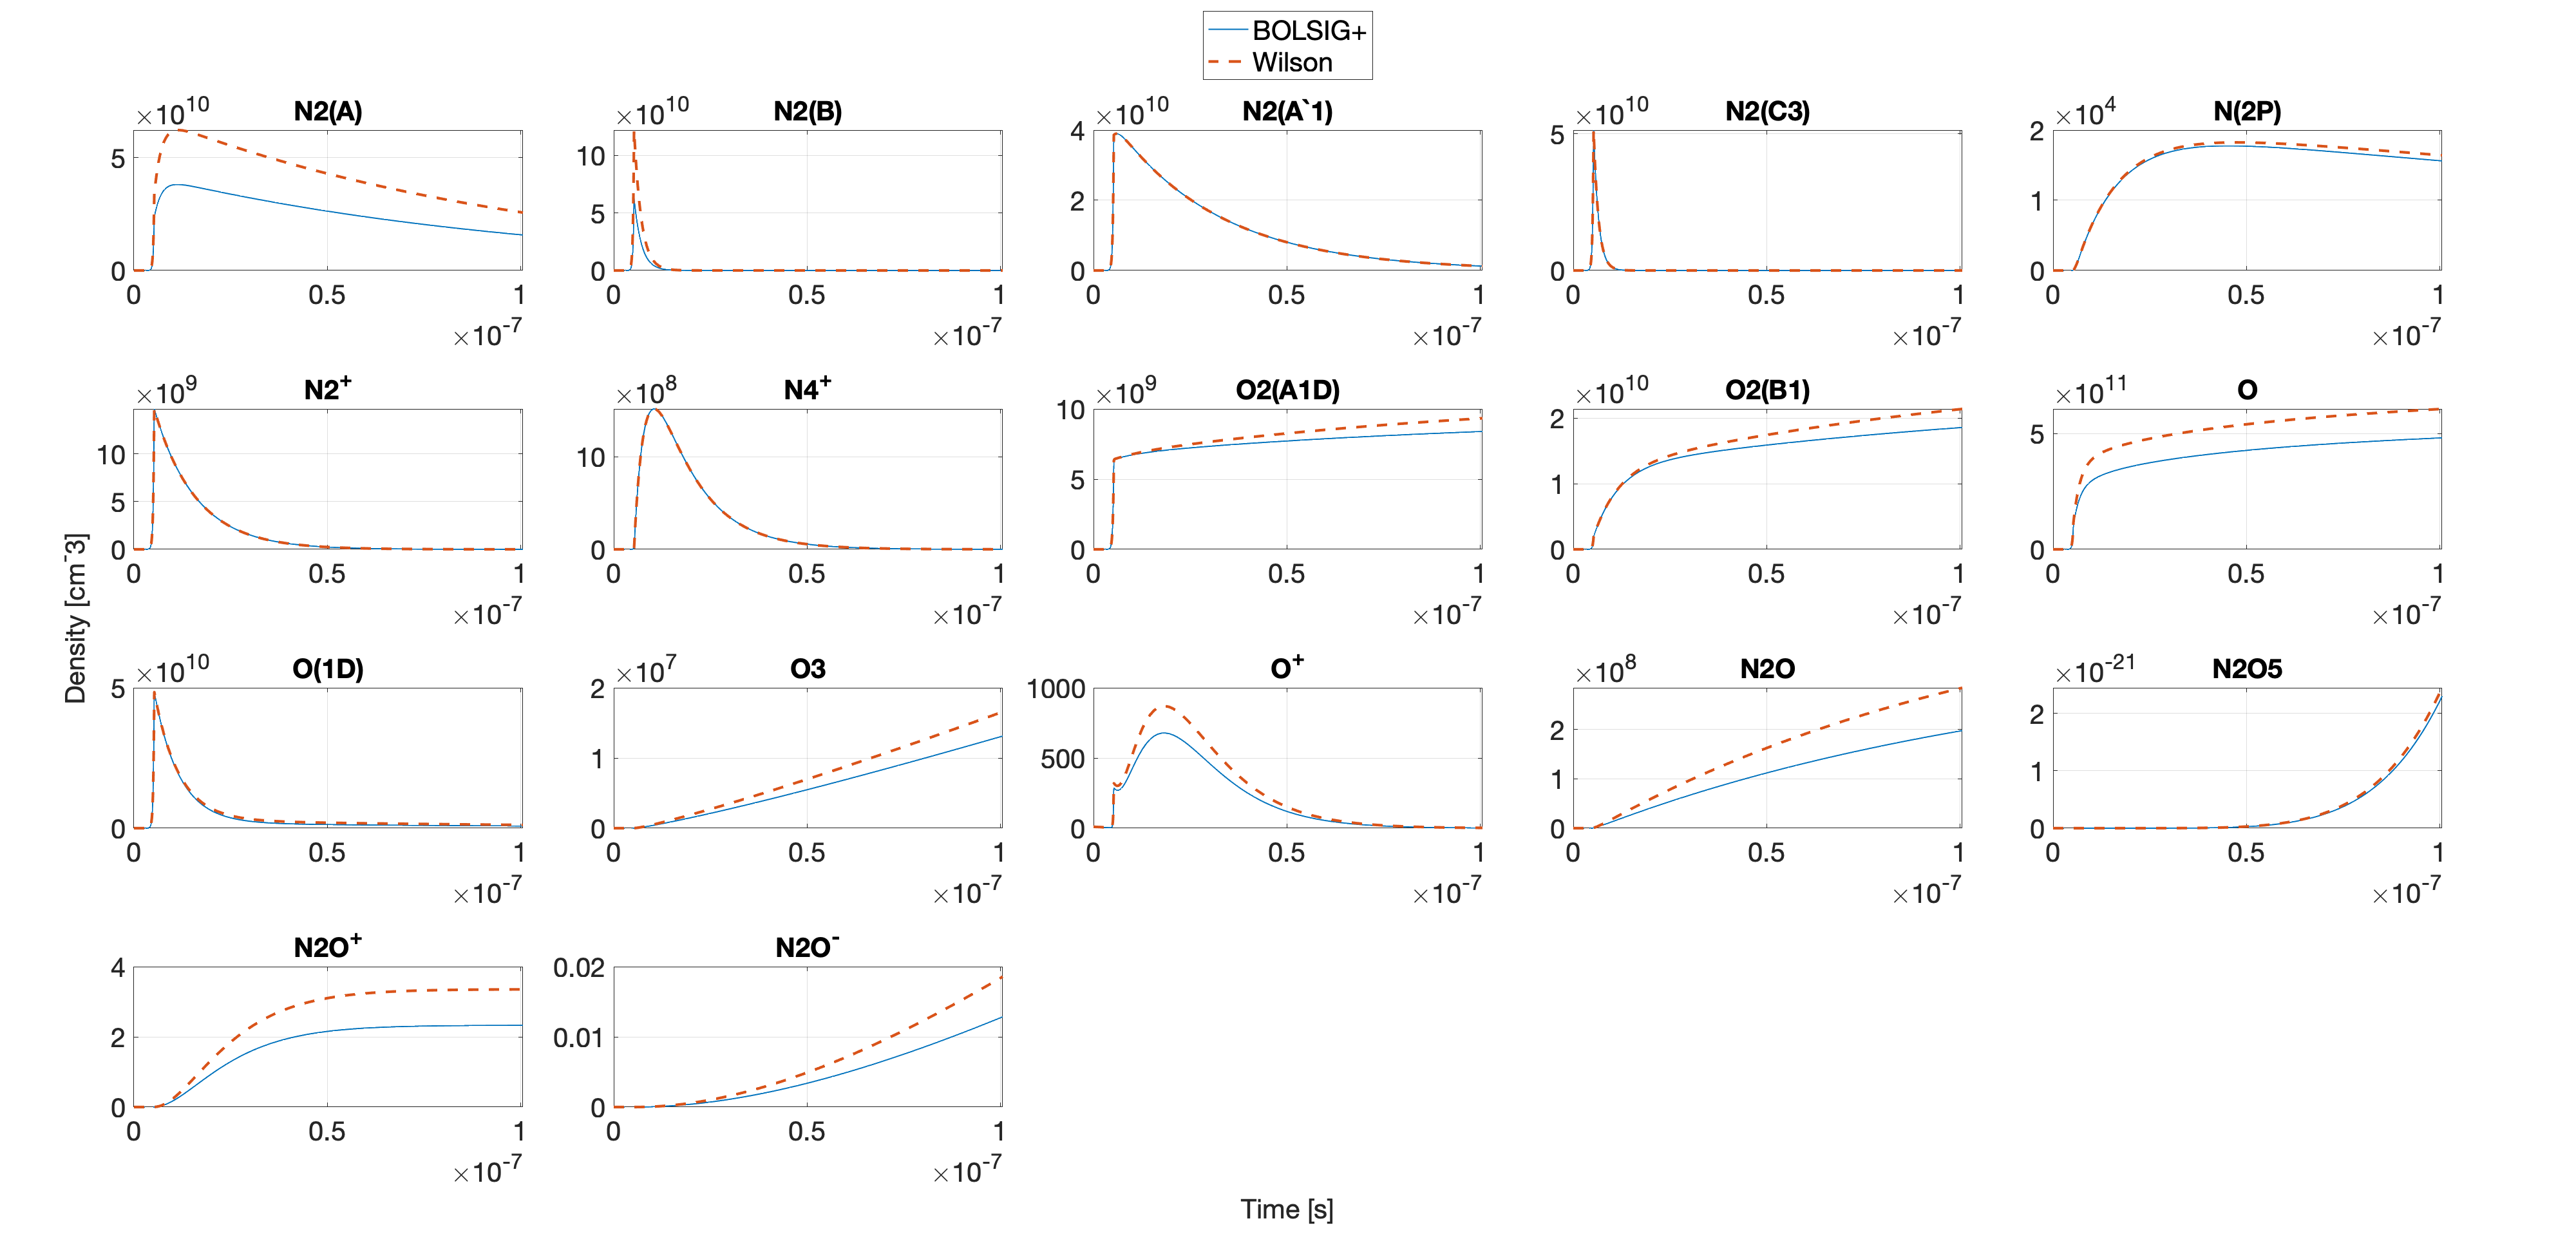 BOLSIG+
Wilson
N2(A)
N2(B)
N2(A`1)
N2(C3)
N(2P)
×10^10
×10^10
×10^10
×10^10
×10^4
5
0
10
5
0
4
2
0
5
0
2
1
0
0 0.5 1
0 0.5 1
0 0.5 1
0 0.5 1
0 0.5 1
×10^-7
×10^-7
×10^-7
×10^-7
×10^-7
N2^+
N4^+
O2(A1D)
O2(B1)
O
×10^9
×10^8
×10^9
×10^10
×10^11
10
5
0
10
0
10
5
0
2
1
0
5
0
0 0.5 1
0 0.5 1
0 0.5 1
0 0.5 1
0 0.5 1
×10^-7
×10^-7
×10^-7
×10^-7
×10^-7
Density [cm^-3]
O(1D)
O3
O^+
N2O
N2O5
×10^10
×10^7
×10^8
×10^-21
5
0
2
1
0
1000
500
0
2
1
0
2
1
0
0 0.5 1
0 0.5 1
0 0.5 1
0 0.5 1
0 0.5 1
×10^-7
×10^-7
×10^-7
×10^-7
×10^-7
N2O^+
N2O^-
4
2
0
0.02
0.01
0
0 0.5 1
0 0.5 1
×10^-7
×10^-7
Time [s]